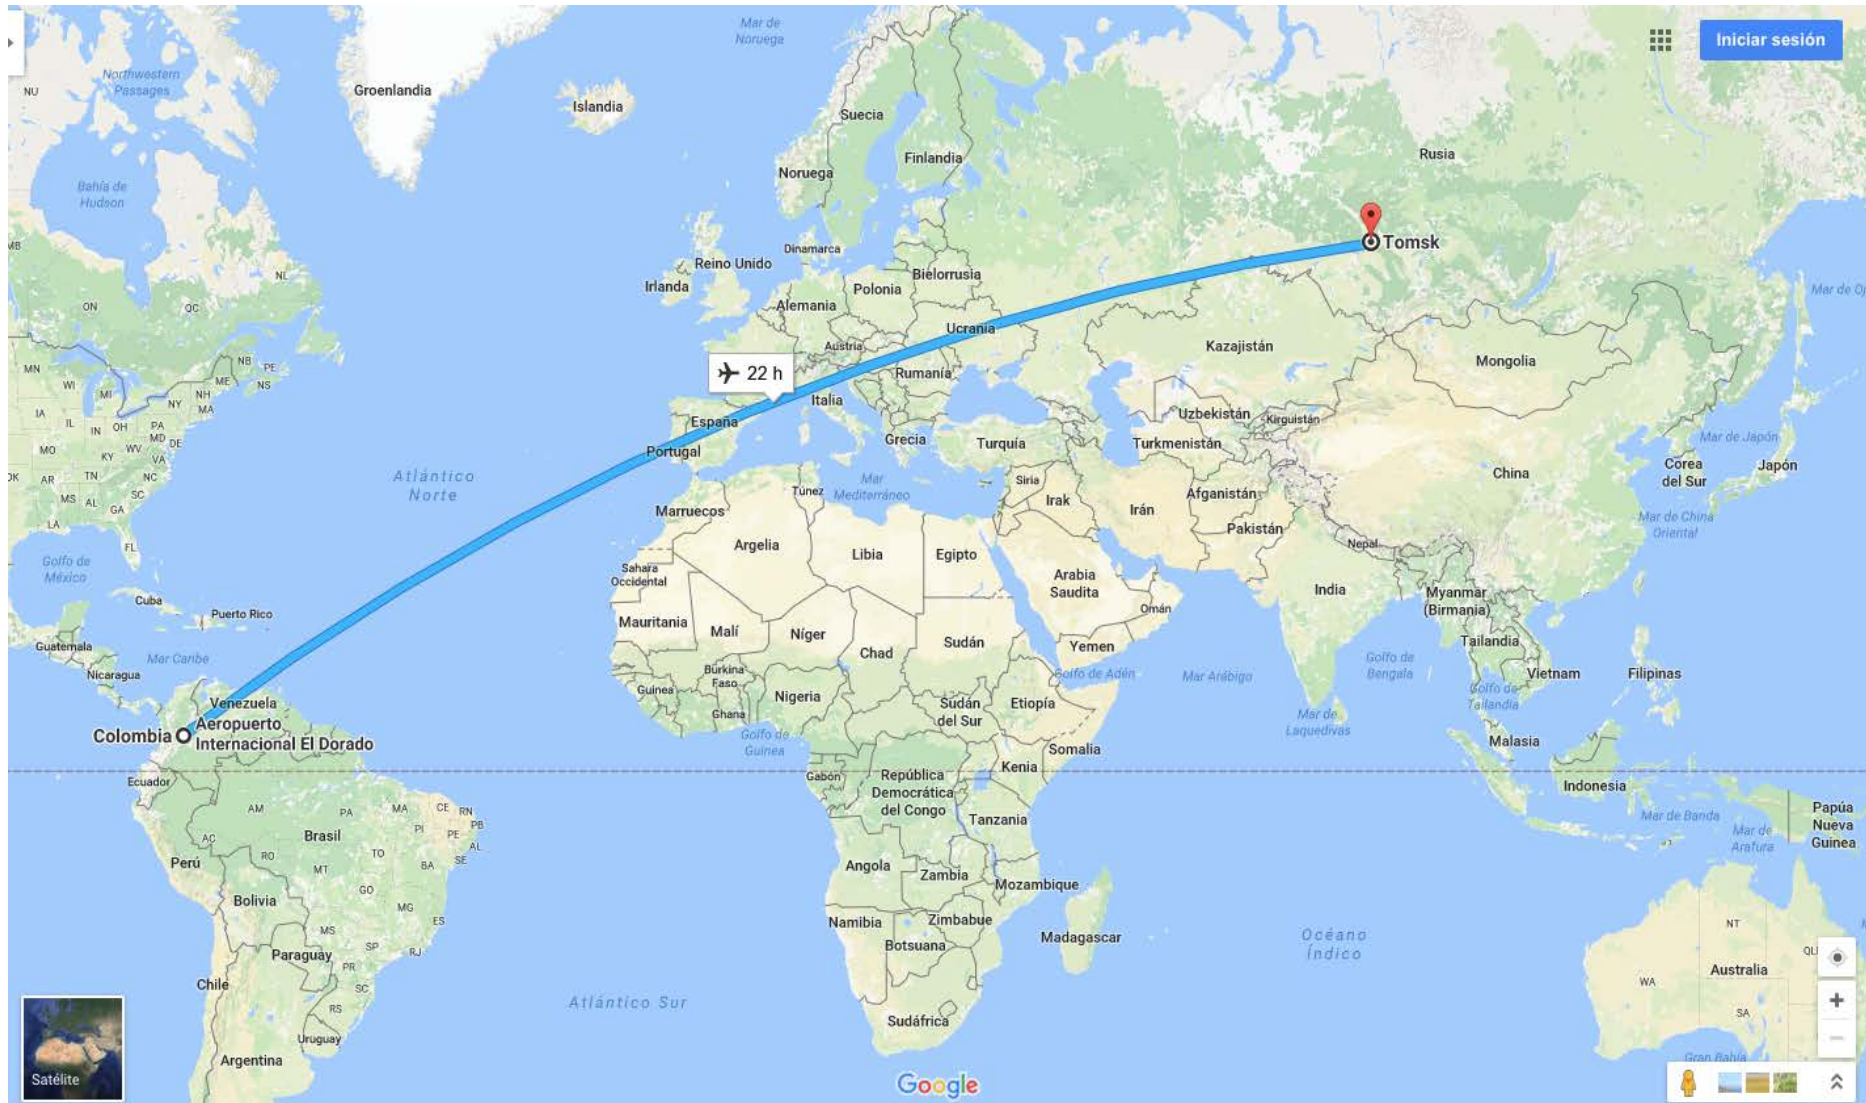 Iniciar sesión
Mar de
Noruega
Northwestern
Passages
NU
Groenlandia
Islandia
Suecia
Finlandia
Noruega
Rusia
Bahía de
Hudson
MB
Tomsk
Dinamarca
Reino Unido
Irlanda
Bielorrusia
Polonia
Alemania
NL
ON
QC
Mar de
Ucrania
Austria
Kazajistán
Mongolia
22 h
Rumanía
Italia
MN
WI
MI
NB
PE
ME
NS
NH
NY
MA
IA
IL
IN
OH
PA
MD
DE
MO
KY
WV
VA
España
Portugal
Grecia
Turquía
Uzbekistán
Kirguistán
Turkmenistán
Mar de Japón
Corea
del Sur
Japón
China
Atlántico
Norte
OK
AR
TN
NC
SC
MS
AL
GA
LA
FL
Túnez
Mar
Mediterráneo
Siria
Irak
Irán
Afganistán
Pakistán
Mar de China
Oriental
Marruecos
Argelia
Libia
Egipto
Nepal
Golfo de
México
Sahara
Occidental
Arabia
Saudita
Omán
India
Myanmar
(Birmania)
Cuba
Puerto Rico
Mauritania
Malí
Níger
Chad
Sudán
Yemen
Tailandia
Guatemala
Mar Caribe
Nicaragua
Burkina
Faso
Guinea
Nigeria
Ghana
Golfo de Adén
Mar Arábigo
Golfo de
Bengala
Vietnam
Filipinas
Golfo de
Tailandia
Venezuela
Colombia
Aeropuerto
Internacional El Dorado
Sudán
del Sur
Etiopía
Golfo de
Guinea
Mar de
Laquedivas
Malasia
Somalia
Kenia
Ecuador
Gabón
República
Democrática
del Congo
Indonesia
Tanzania
Mar de Banda
Mar de
Arafura
Papúa
Nueva
Guinea
AM
PA
MA
CE
RN
PB
PI
PE
AL
SE
AC
Brasil
RO
TO
BA
MT
Perú
GO
Bolivia
MG
ES
MS
SP
RJ
Paraguay
PR
SC
Chile
RS
Uruguay
Argentina
Angola
Zambia
Mozambique
Namibia
Zimbabue
Botsuana
Madagascar
Sudáfrica
Océano
Índico
Atlántico Sur
NT
WA
Australia
SA
Gran Bahía
Satélite
Google